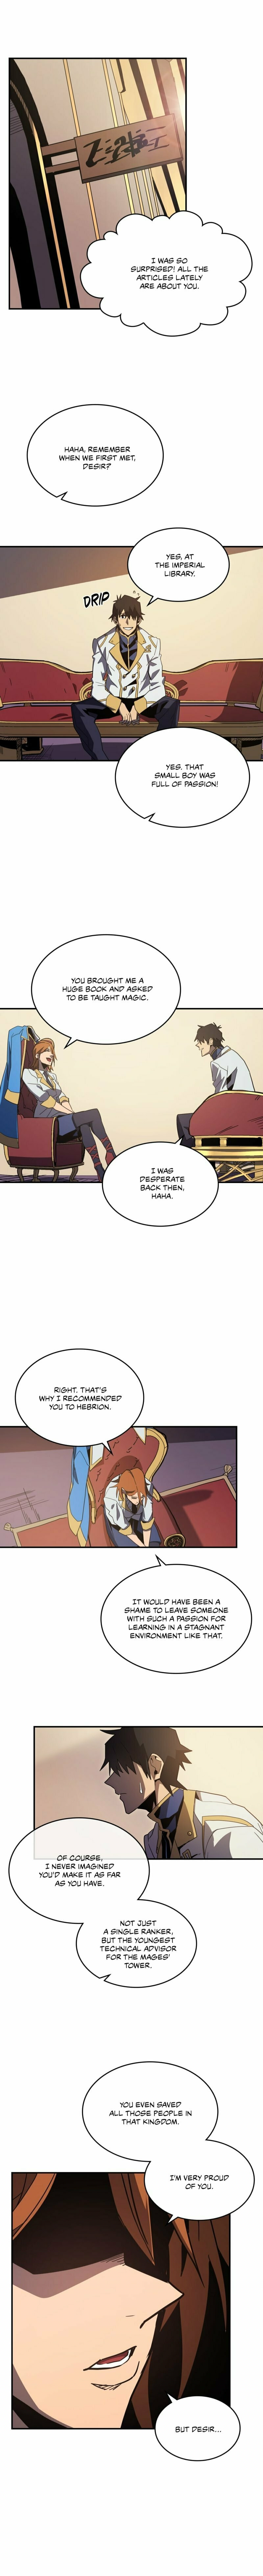 I WAS SO
SURPRISED! ALL THE
ARTICLES LATELY
ARE ABOUT YOU.
HAHA, REMEMBER
WHEN WE FIRST MET,
DESIR?
YES, AT
THE IMPERIAL
LIBRARY.
DRIP
YES. THAT
SMALL BOY WAS
FULL OF PASSION!
YOU BROUGHT ME A
HUGE BOOK AND ASKED
TO BE TAUGHT MAGIC.
I WAS
DESPERATE
BACK THEN,
HAHA.
RIGHT. THAT'S
WHY I RECOMMENDED
YOU TO HEBRION.
IT WOULD HAVE BEEN A
SHAME TO LEAVE SOMEONE
WITH SUCH A PASSION FOR
LEARNING IN A STAGNANT
ENVIRONMENT LIKE THAT.
OF COURSE,
I NEVER IMAGINED
YOU'D MAKE IT AS FAR
AS YOU HAVE.
NOT JUST
A SINGLE RANKER,
BUT THE YOUNGEST
TECHNICAL ADVISOR
FOR THE MAGES'
TOWER.
YOU EVEN SAVED
ALL THOSE PEOPLE IN
THAT KINGDOM.
I'M VERY PROUD
OF YOU.
BUT DESIR...